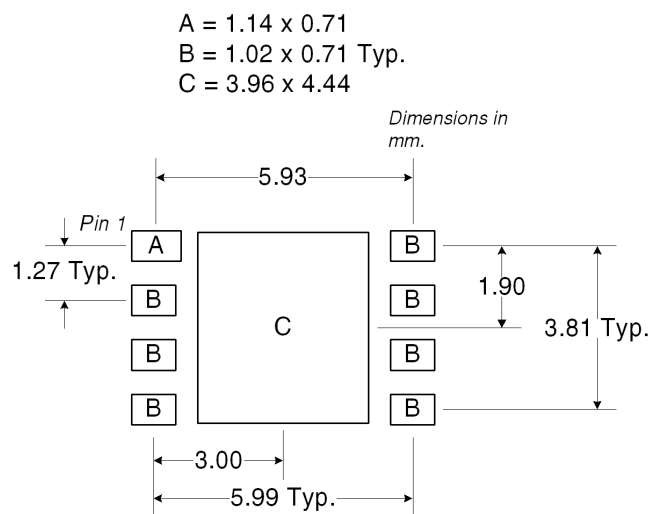 A = 1.14 x 0.71
B = 1.02 x 0.71 Typ.
C = 3.96 x 4.44
Dimensions in
mm.
5.93
Pin 1
A
B
1.27 Typ.
B
B
1.90
C
3.81 Typ.
B
B
B
B
3.00
5.99 Typ.